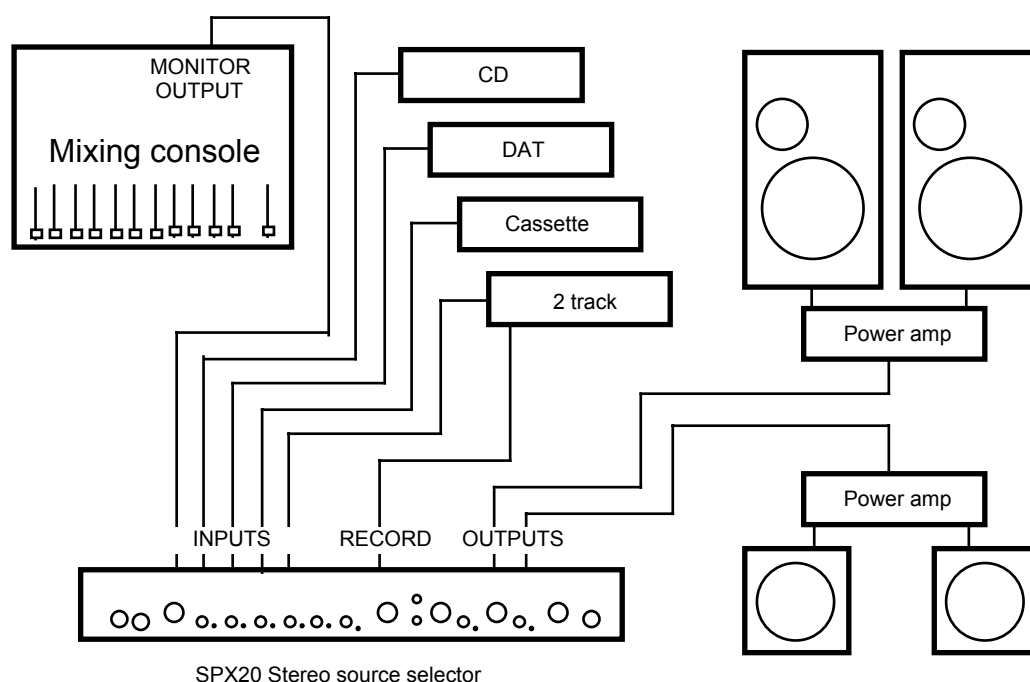 MONITOR
OUTPUT
Mixing console
CD
DAT
Cassette
2 track
Power amp
Power amp
INPUTS
RECORD
OUTPUTS
SPX20 Stereo source selector